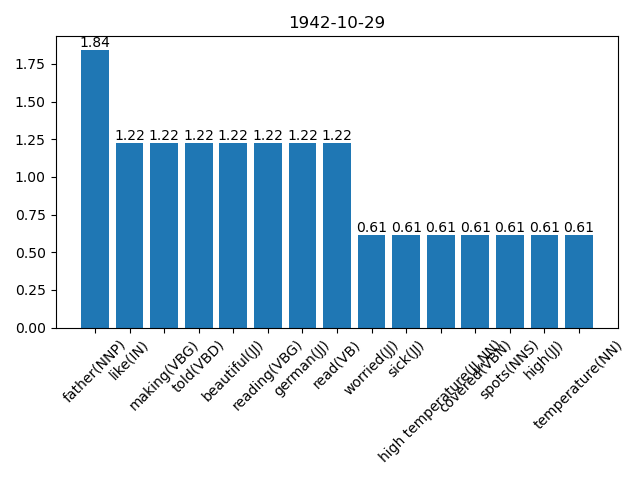 1942-10-29
1.84
1.22 1.22 1.22 1.22 1.22 1.22 1.22
0.61 0.61 0.61 0.61 0.61 0.61 0.61
1.75
1.50
1.25
1.00
0.75
0.50
0.25
0.00
father(NNP)
like(IN)
making(VBG)
told(VBD)
beautiful(JJ)
reading(VBG)
german(JJ)
read(VB)
worried(JJ)
sick(JJ)
high temperature(JJ NN)
covered(VBN)
spots(NNS)
high(JJ)
temperature(NN)